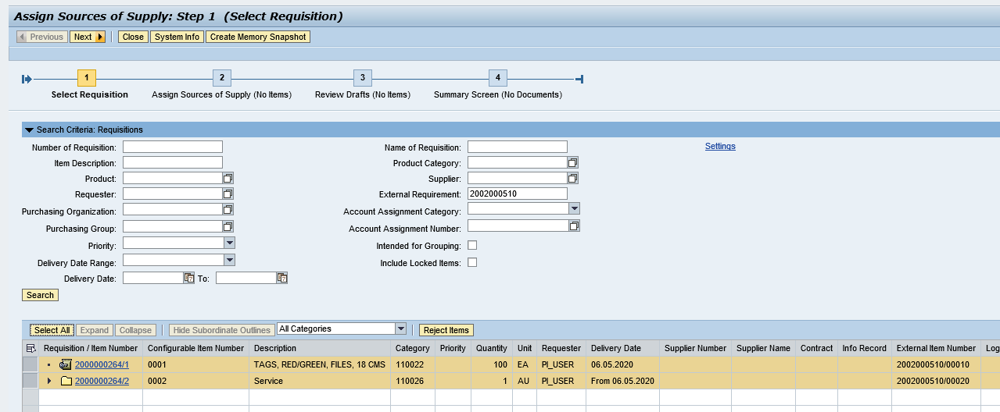 Assign Sources of Supply: Step 1 (Select Requisition)
Previous Next Close System Info Create Memory Snapshot
1 2 3 4
Select Requisition Assign Sources of Supply (No Items) Review Drafts (No Items) Summary Screen (No Documents)
Search Criteria: Requisitions
Number of Requisition: Name of Requisition: Settings
Item Description: Product Category:
Product: Supplier:
Requester: External Requirement: 2002000510
Purchasing Organization: Account Assignment Category:
Purchasing Group: Account Assignment Number:
Priority: Intended for Grouping:
Delivery Date Range: Include Locked Items:
Delivery Date: To:
Search
Select All Expand Collapse Hide Subordinate Outlines All Categories Reject Items
Requisition / Item Number Configurable Item Number Description Category Priority Quantity Unit Requester Delivery Date Supplier Number Supplier Name Contract Info Record External Item Number Log
2000000264/1 0001 TAGS, RED/GREEN, FILES, 18 CMS 110022 100 EA PI_USER 06.05.2020 2002000510/00010
2000000264/2 0002 Service 110026 1 AU PI_USER From 06.05.2020 2002000510/00020